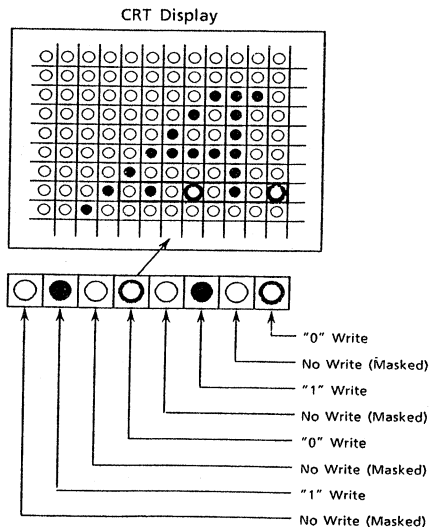 CRT Display
"0" Write
No Write (Masked)
"1" Write
No Write (Masked)
"0" Write
No Write (Masked)
"1" Write
No Write (Masked)